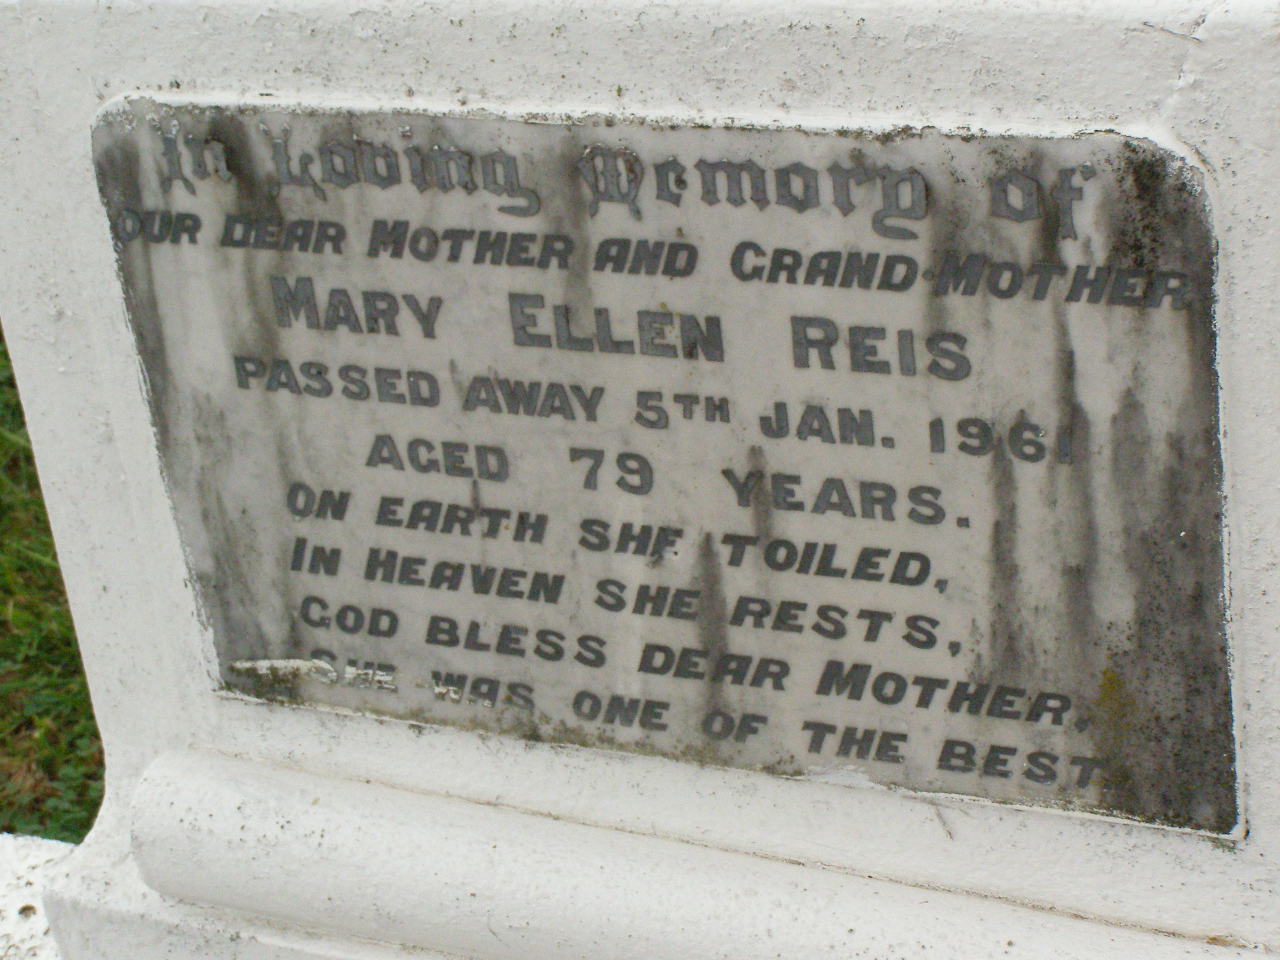 In Loving Memory of
OUR DEAR MOTHER AND GRAND-MOTHER
MARY ELLEN REIS
PASSED AWAY 5TH JAN. 1961
AGED 79 YEARS.
ON EARTH SHE TOILED,
IN HEAVEN SHE RESTS,
GOD BLESS DEAR MOTHER,
SHE WAS ONE OF THE BEST